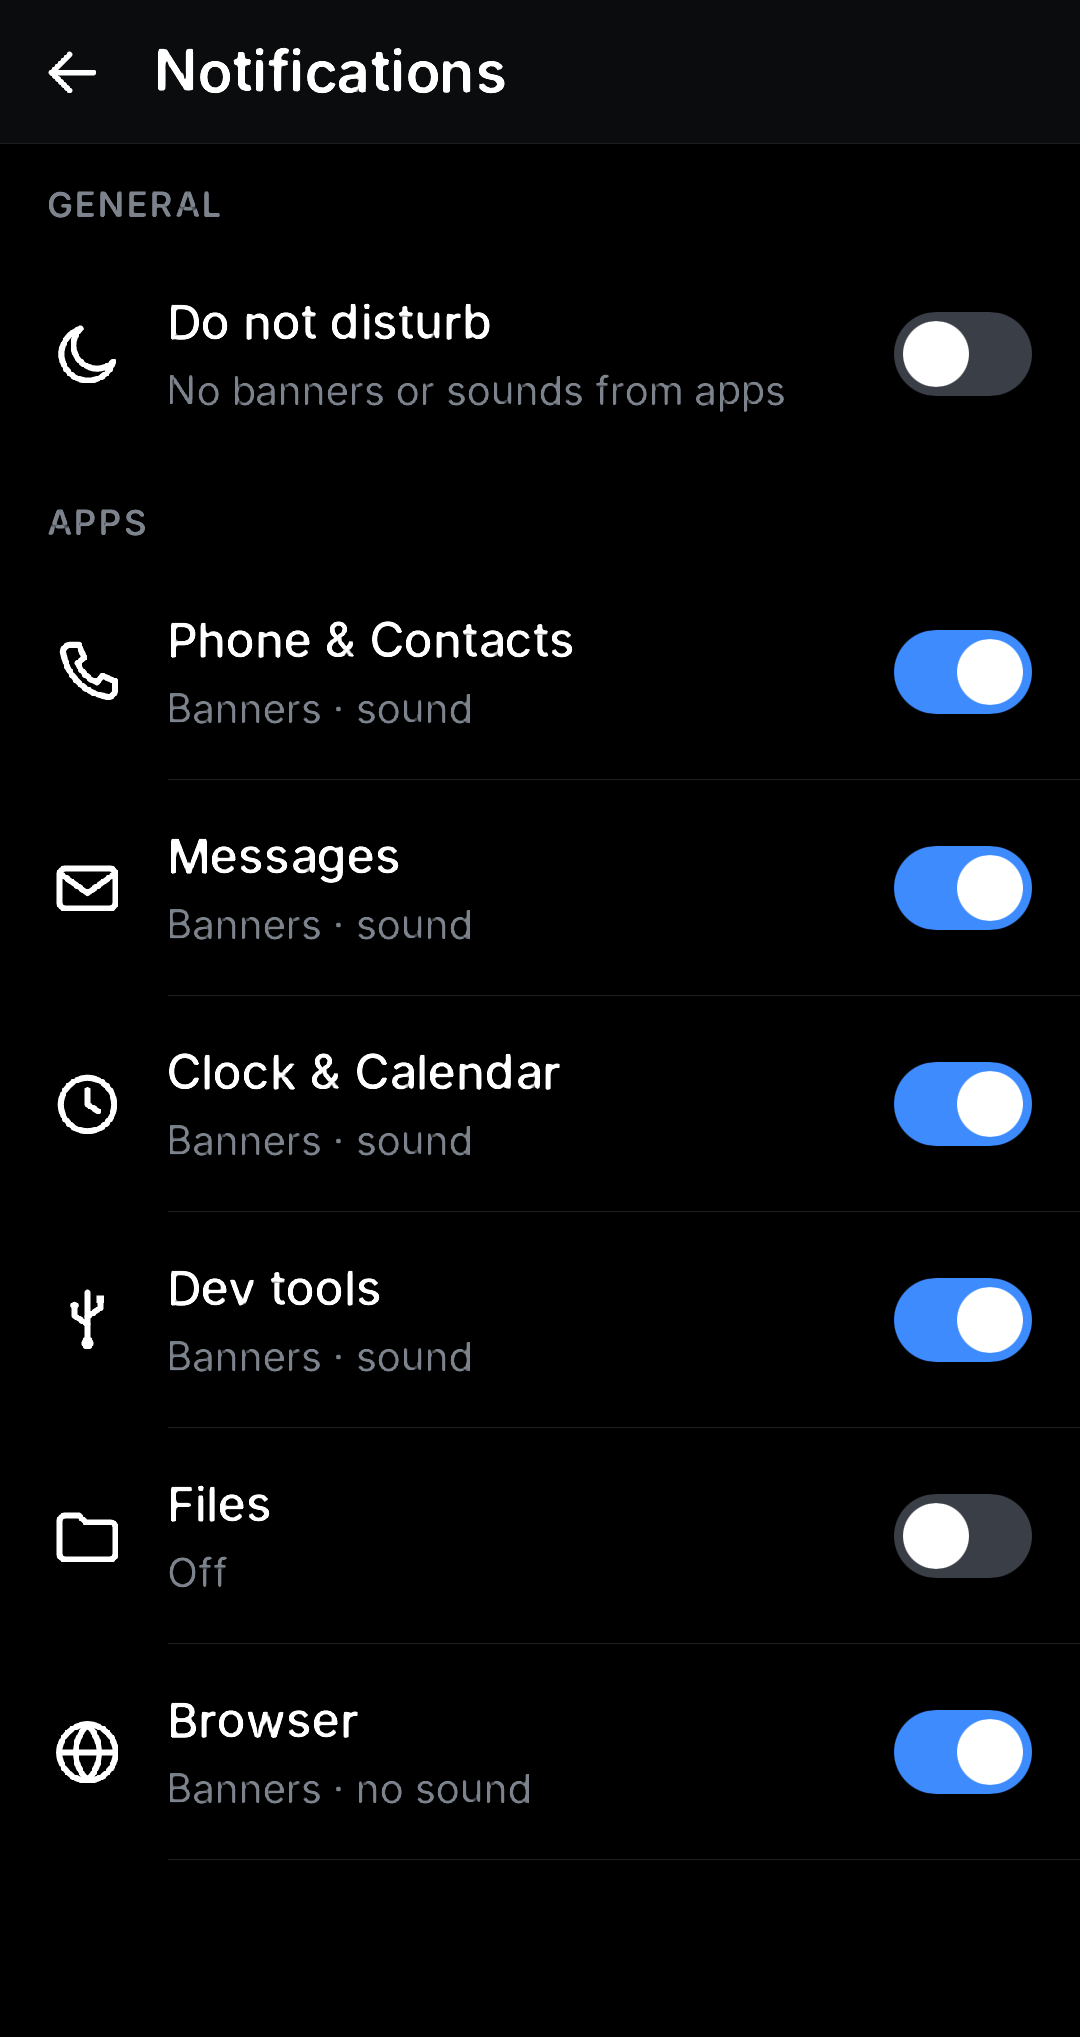 Notifications
GENERAL
Do not disturb
No banners or sounds from apps
APPS
Phone & Contacts
Banners · sound
Messages
Banners · sound
Clock & Calendar
Banners · sound
Dev tools
Banners · sound
Files
Off
Browser
Banners · no sound